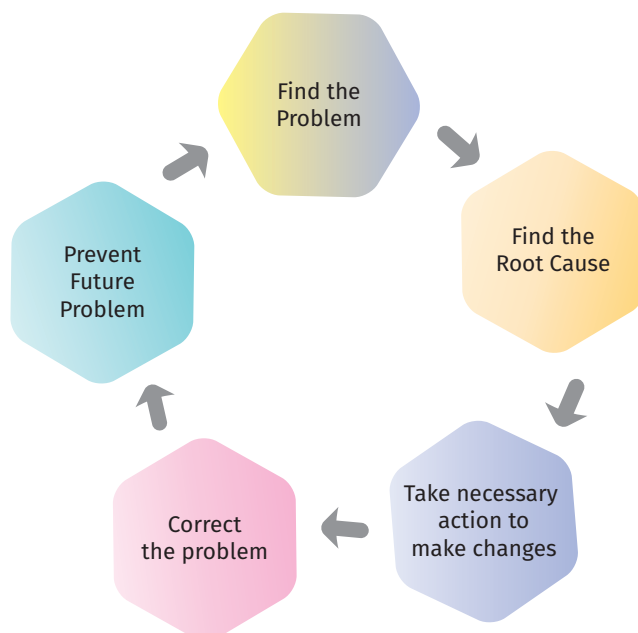 Find the
Problem
Find the
Root Cause
Take necessary
action to
make changes
Correct
the problem
Prevent
Future
Problem